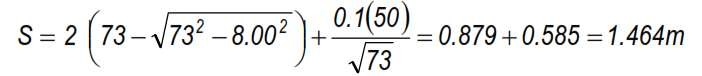 S = 2 (73 − √(73² − 8.00²)) + 0.1(50)/√73 = 0.879 + 0.585 = 1.464m